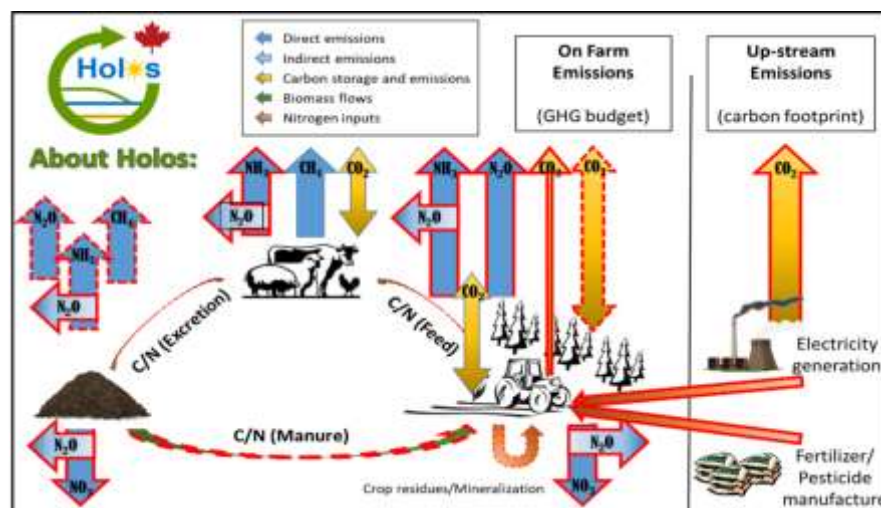 Holos
About Holos:
Direct emissions
Indirect emissions
Carbon storage and emissions
Biomass flows
Nitrogen inputs
On Farm
Emissions
(GHG budget)
Up-stream
Emissions
(carbon footprint)
NH₃
CH₄
CO₂
N₂O
NH₃
N₂O
CO₂
CO₂
N₂O
CO₂
N₂O
CH₄
NH₃
N₂O
CO₂
C/N (Excretion)
C/N (Feed)
C/N (Manure)
Electricity
generation
N₂O
NO₃
Crop residues/Mineralization
N₂O
NO₃
Fertilizer/
Pesticide
manufacture